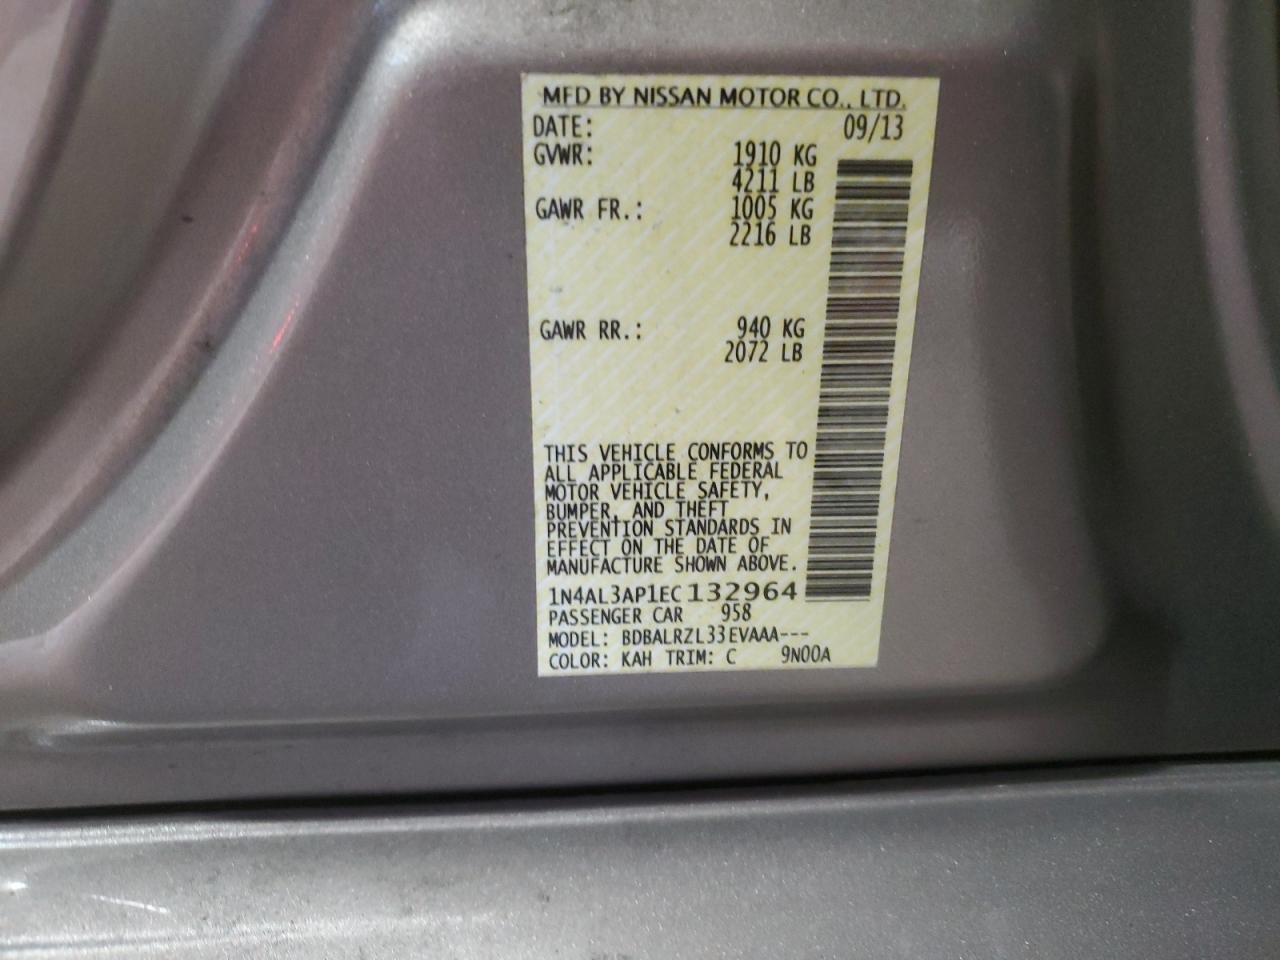 MFD BY NISSAN MOTOR CO., LTD.
DATE: 09/13
GVWR: 1910 KG
4211 LB
GAWR FR.: 1005 KG
2216 LB
GAWR RR.: 940 KG
2072 LB
THIS VEHICLE CONFORMS TO
ALL APPLICABLE FEDERAL
MOTOR VEHICLE SAFETY,
BUMPER, AND THEFT
PREVENTION STANDARDS IN
EFFECT ON THE DATE OF
MANUFACTURE SHOWN ABOVE.
1N4AL3AP1EC132964
PASSENGER CAR 958
MODEL: BDBALRZL33EVAAA---
COLOR: KAH TRIM: C 9N00A